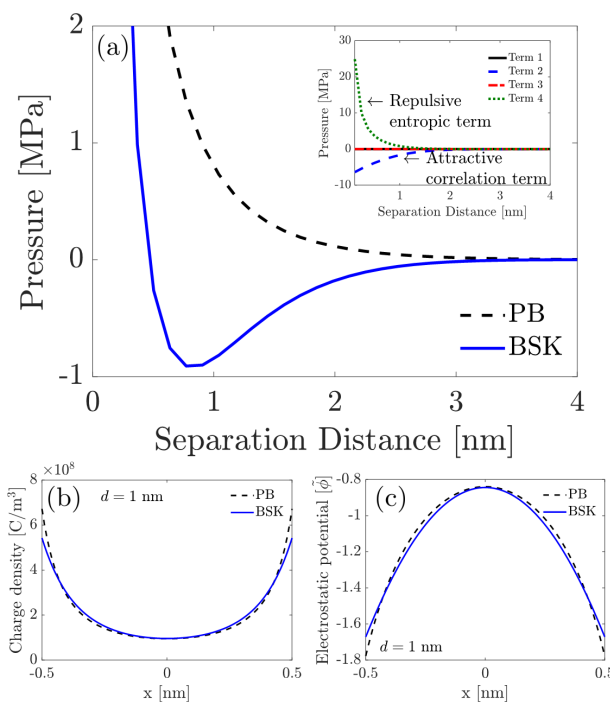 (a)
2
1
0
-1
Pressure [MPa]
0 1 2 3 4
Separation Distance [nm]
PB
BSK
30
20
10
0
-10
Pressure [MPa]
Term 1
Term 2
Term 3
Term 4
← Repulsive
entropic term
← Attractive
correlation term
0 1 2 3 4
Separation Distance [nm]
×10⁸
8
6
4
2
0
Charge density [C/m³]
(b)
d = 1 nm
PB
BSK
-0.5 0 0.5
x [nm]
-0.8
-1
-1.2
-1.4
-1.6
-1.8
Electrostatic potential [ϕ̃]
(c)
PB
BSK
d = 1 nm
-0.5 0 0.5
x [nm]